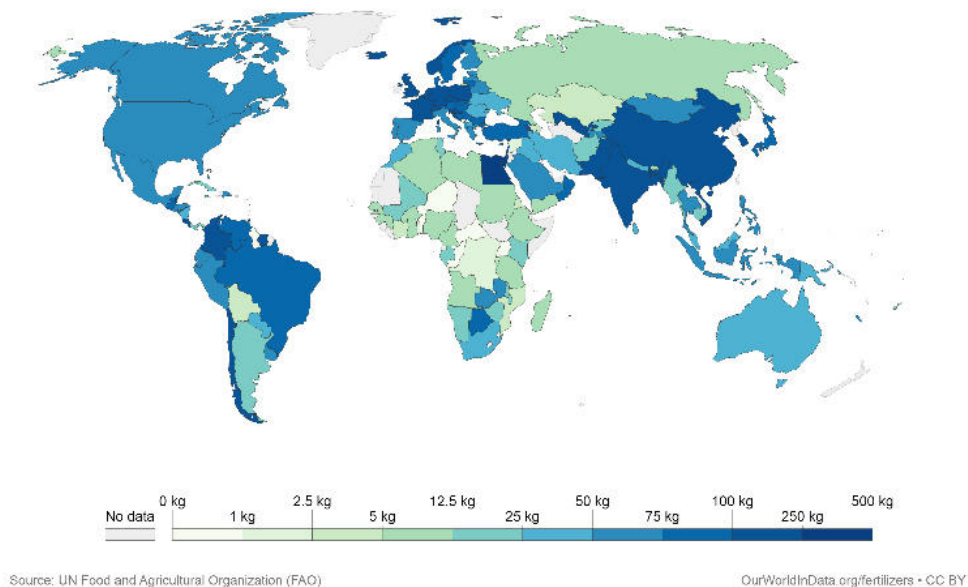 0 kg 2.5 kg 12.5 kg 50 kg 100 kg 500 kg
No data 1 kg 5 kg 25 kg 75 kg 250 kg
Source: UN Food and Agricultural Organization (FAO) OurWorldInData.org/fertilizers • CC BY